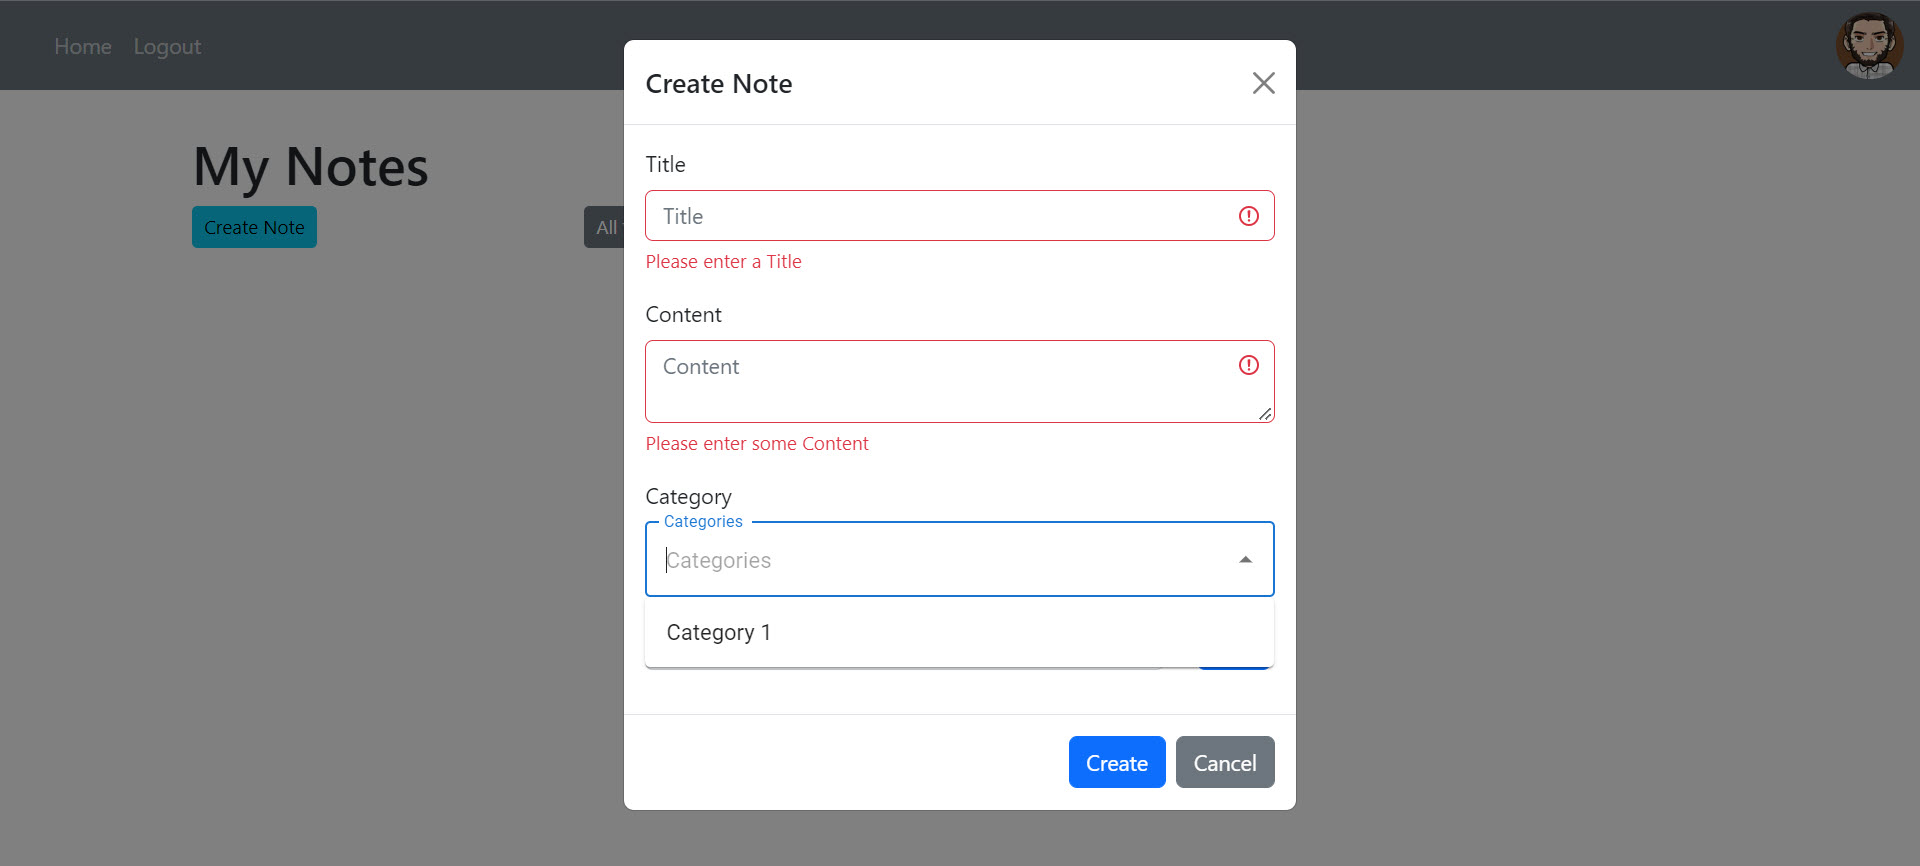 Home Logout
My Notes
Create Note
All
Create Note
Title
Title
Please enter a Title
Content
Content
Please enter some Content
Category
Categories
Categories
Category 1
Create Cancel